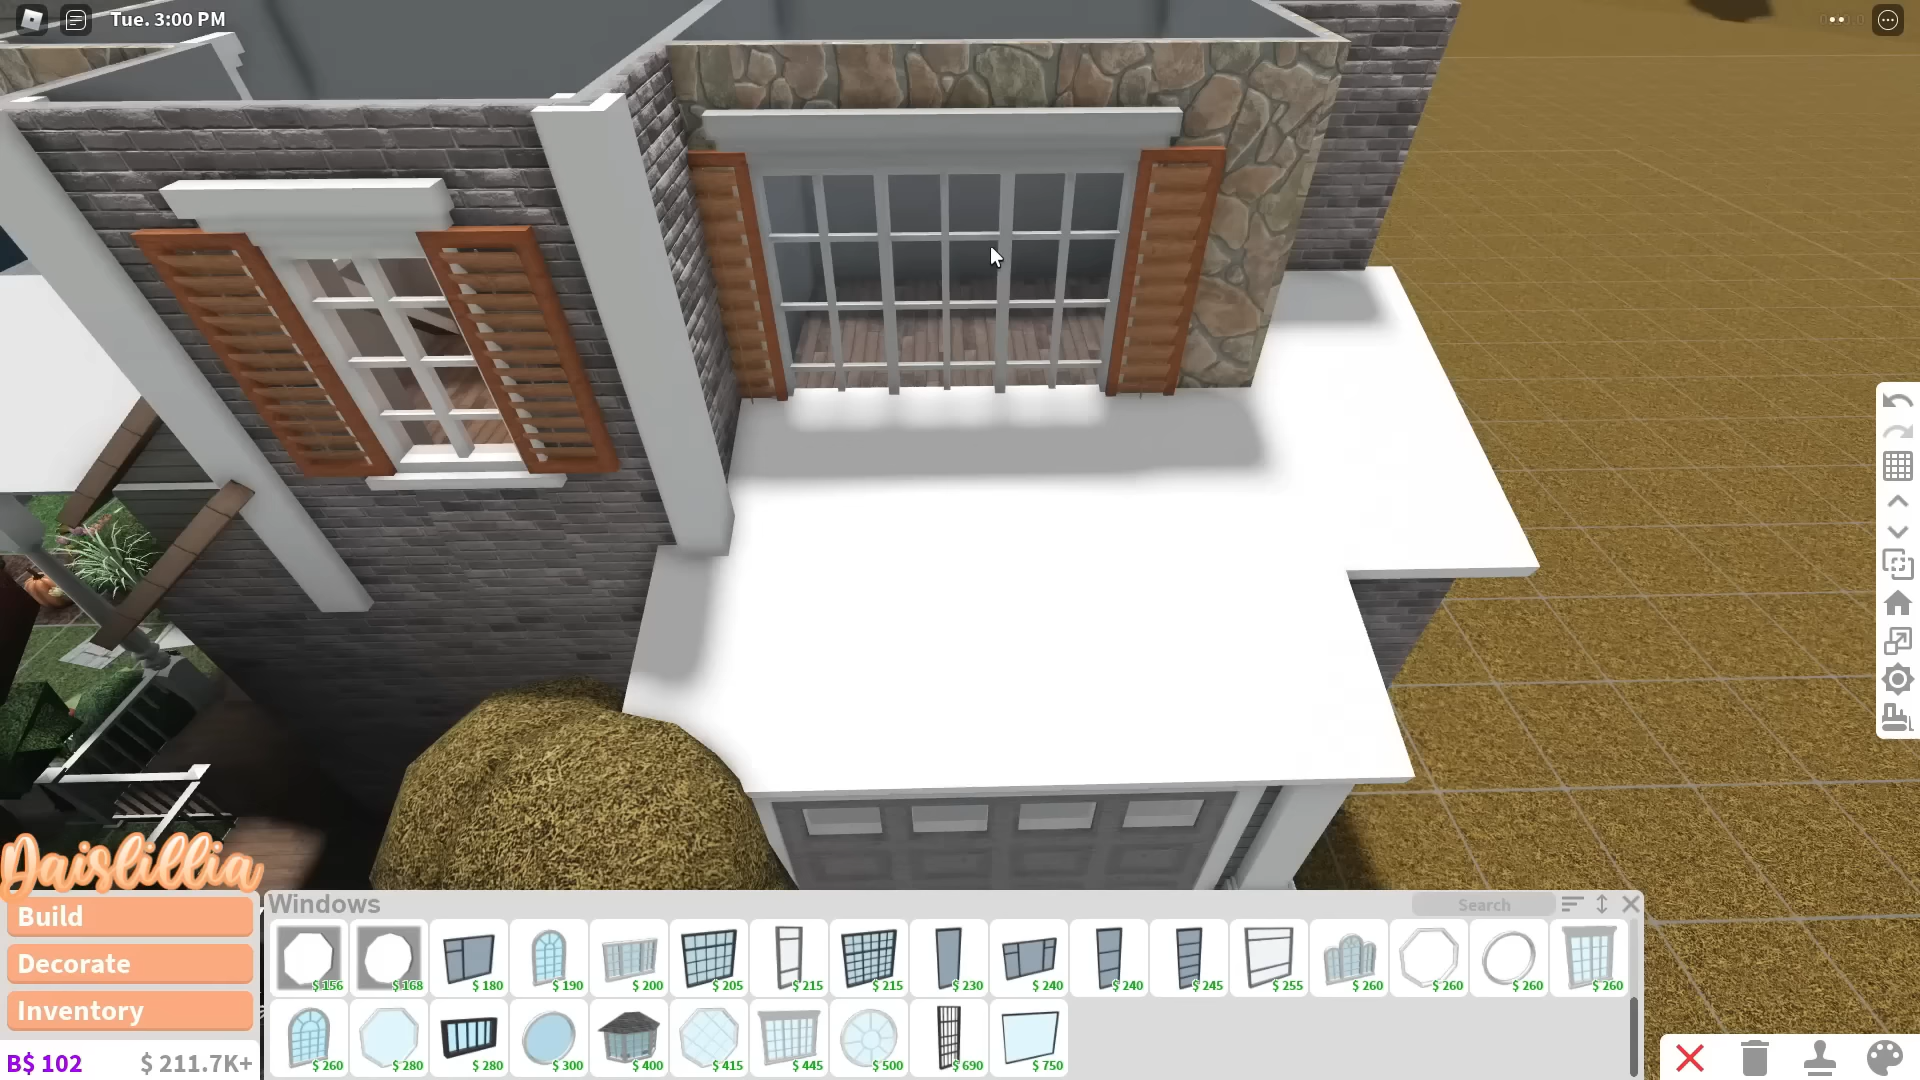 Tue. 3:00 PM
Daisfillia
Build
Decorate
Inventory
B$ 102 $ 211.7K+
Windows
Search
$ 156 $ 168 $ 180 $ 190 $ 200 $ 205 $ 215 $ 215 $ 230 $ 240 $ 240 $ 245 $ 255 $ 260 $ 260 $ 260 $ 260
$ 260 $ 280 $ 280 $ 300 $ 400 $ 415 $ 445 $ 500 $ 690 $ 750